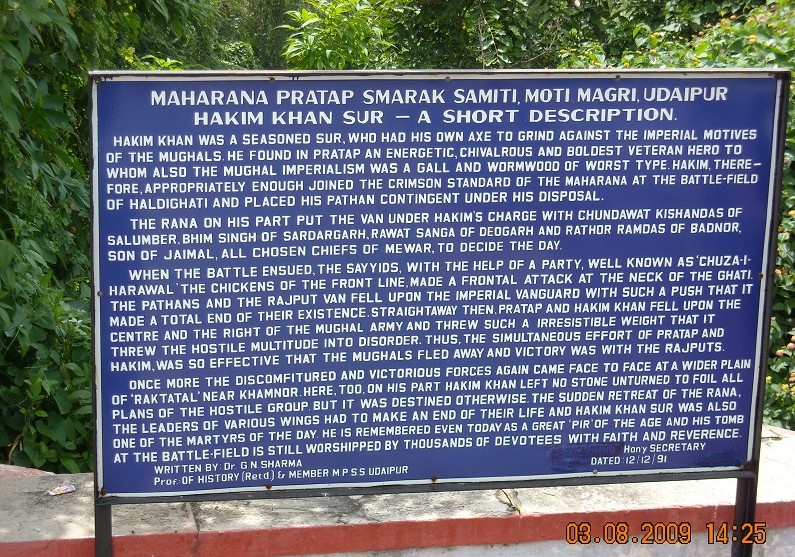 MAHARANA PRATAP SMARAK SAMITI, MOTI MAGRI, UDAIPUR
HAKIM KHAN SUR — A SHORT DESCRIPTION.
HAKIM KHAN WAS A SEASONED SUR, WHO HAD HIS OWN AXE TO GRIND AGAINST THE IMPERIAL MOTIVES
OF THE MUGHALS. HE FOUND IN PRATAP AN ENERGETIC, CHIVALROUS AND BOLDEST VETERAN HERO TO
WHOM ALSO THE MUGHAL IMPERIALISM WAS A GALL AND WORMWOOD OF WORST TYPE. HAKIM, THERE—
FORE, APPROPRIATELY ENOUGH JOINED THE CRIMSON STANDARD OF THE MAHARANA AT THE BATTLE-FIELD
OF HALDIGHATI AND PLACED HIS PATHAN CONTINGENT UNDER HIS DISPOSAL.
THE RANA ON HIS PART PUT THE VAN UNDER HAKIM'S CHARGE WITH CHUNDAWAT KISHANDAS OF
SALUMBER, BHIM SINGH OF SARDARGARH, RAWAT SANGA OF DEOGARH AND RATHOR RAMDAS OF BADNOR,
SON OF JAIMAL, ALL CHOSEN CHIEFS OF MEWAR, TO DECIDE THE DAY.
WHEN THE BATTLE ENSUED, THE SAYYIDS, WITH THE HELP OF A PARTY, WELL KNOWN AS 'CHUZA-I-
HARAWAL' THE CHICKENS OF THE FRONT LINE, MADE A FRONTAL ATTACK AT THE NECK OF THE GHATI.
THE PATHANS AND THE RAJPUT VAN FELL UPON THE IMPERIAL VANGUARD WITH SUCH A PUSH THAT IT
MADE A TOTAL END OF THEIR EXISTENCE. STRAIGHTAWAY THEN, PRATAP AND HAKIM KHAN FELL UPON THE
CENTRE AND THE RIGHT OF THE MUGHAL ARMY AND THREW SUCH A IRRESISTIBLE WEIGHT THAT IT
THREW THE HOSTILE MULTITUDE INTO DISORDER. THUS, THE SIMULTANEOUS EFFORT OF PRATAP AND
HAKIM, WAS SO EFFECTIVE THAT THE MUGHALS FLED AWAY AND VICTORY WAS WITH THE RAJPUTS.
ONCE MORE THE DISCOMFITURED AND VICTORIOUS FORCES AGAIN CAME FACE TO FACE AT A WIDER PLAIN
OF 'RAKTATAL' NEAR KHAMNOR. HERE, TOO, ON HIS PART HAKIM KHAN LEFT NO STONE UNTURNED TO FOIL ALL
PLANS OF THE HOSTILE GROUP. BUT IT WAS DESTINED OTHERWISE. THE SUDDEN RETREAT OF THE RANA,
THE LEADERS OF VARIOUS WINGS HAD TO MAKE AN END OF THEIR LIFE AND HAKIM KHAN SUR WAS ALSO
ONE OF THE MARTYRS OF THE DAY. HE IS REMEMBERED EVEN TODAY AS A GREAT 'PIR' OF THE AGE AND HIS TOMB
AT THE BATTLE-FIELD IS STILL WORSHIPPED BY THOUSANDS OF DEVOTEES WITH FAITH AND REVERENCE.
Hony SECRETARY
WRITTEN BY: Dr. G.N. SHARMA
DATED: 12/12/91
Prof. OF HISTORY (Retd.) & MEMBER M.P.S.S. UDAIPUR
03.08.2009 14:25